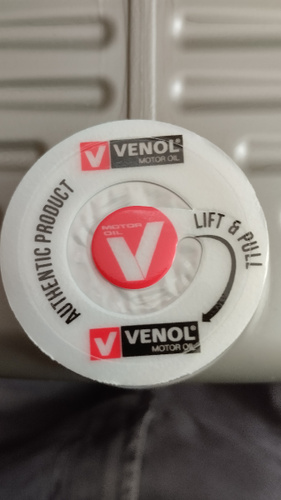 V VENOL®
MOTOR OIL
AUTHENTIC PRODUCT
MOTOR
OIL
V
LIFT & PULL
V VENOL®
MOTOR OIL